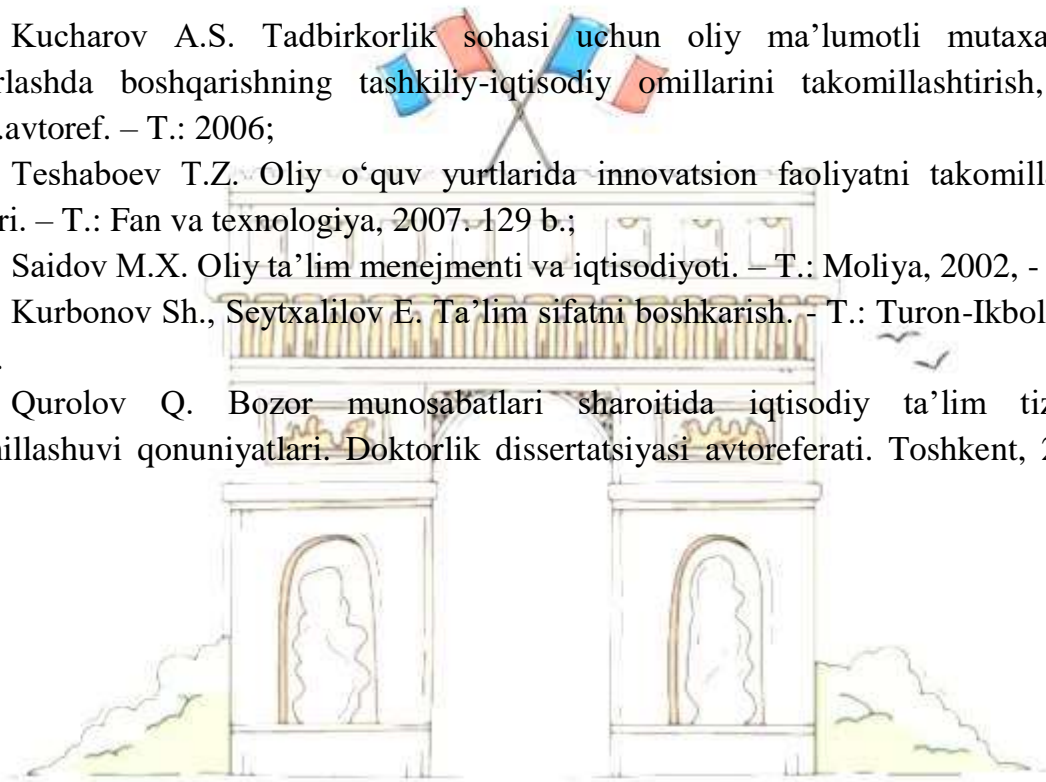 Kucharov A.S. Tadbirkorlik sohasi uchun oliy ma’lumotli mutaxa
rlashda boshqarishning tashkiliy-iqtisodiy omillarini takomillashtirish,
.avtoref. – T.: 2006;
Teshaboev T.Z. Oliy o‘quv yurtlarida innovatsion faoliyatni takomill
ri. – T.: Fan va texnologiya, 2007. 129 b.;
Saidov M.X. Oliy ta’lim menejmenti va iqtisodiyoti. – T.: Moliya, 2002, -
Kurbonov Sh., Seytxalilov E. Ta’lim sifatni boshkarish. - T.: Turon-Ikbol
.
Qurolov Q. Bozor munosabatlari sharoitida iqtisodiy ta’lim tiz
illashuvi qonuniyatlari. Doktorlik dissertatsiyasi avtoreferati. Toshkent, 2